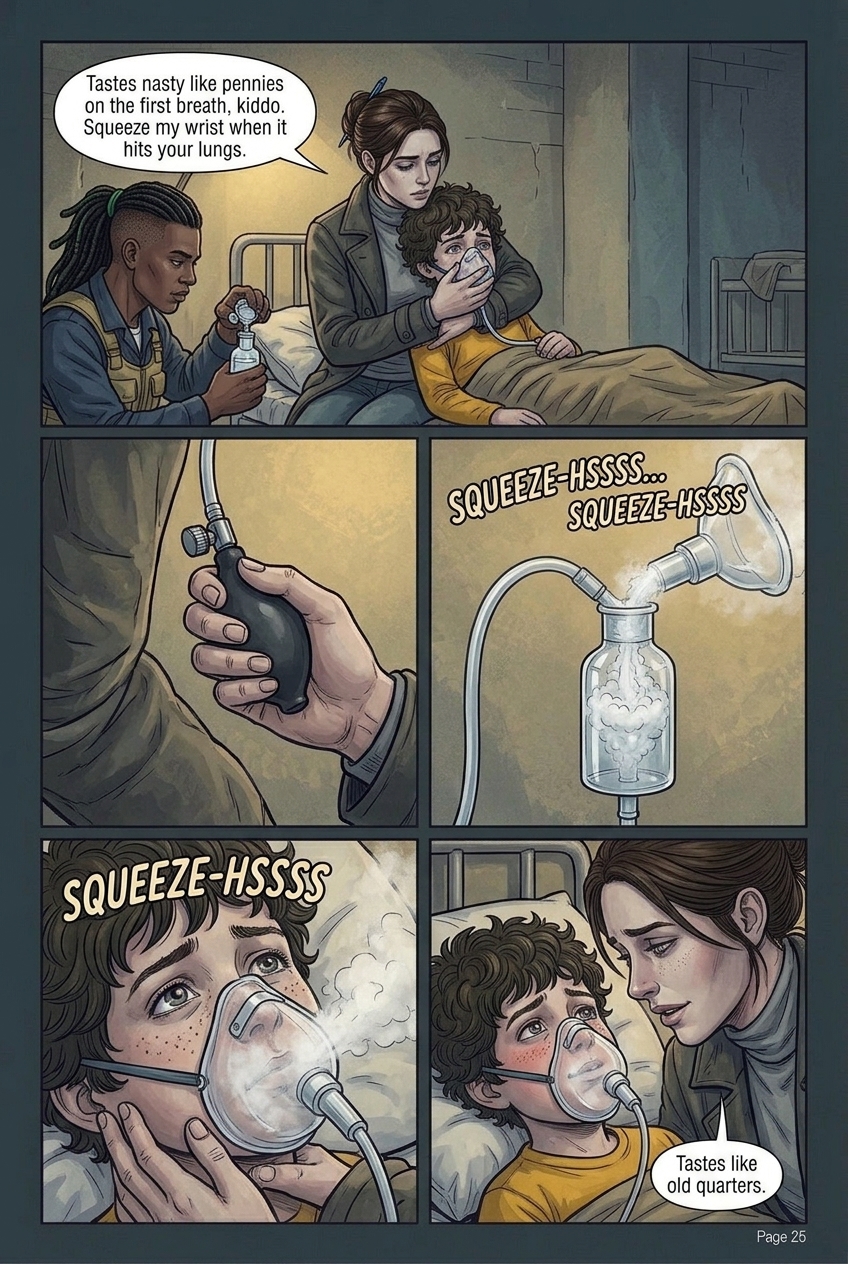 Tastes nasty like pennies
on the first breath, kiddo.
Squeeze my wrist when it
hits your lungs.
SQUEEZE-HSSSS...
SQUEEZE-HSSSS
SQUEEZE-HSSSS
Tastes like
old quarters.
Page 25